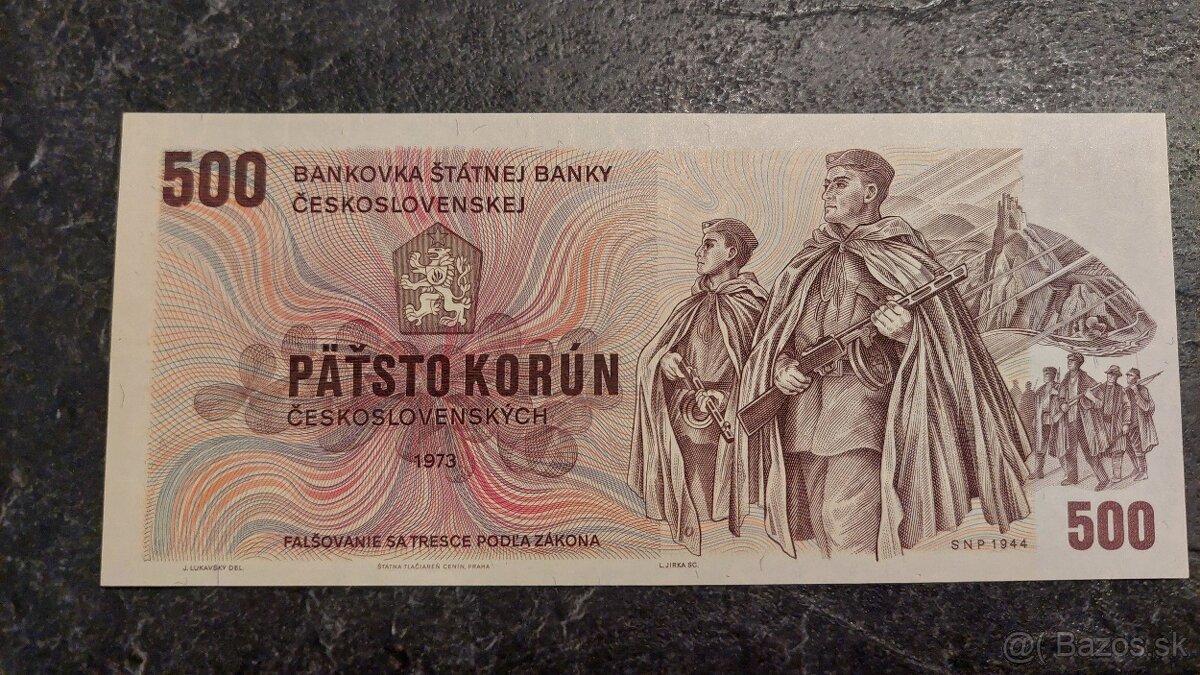 500
BANKOVKA ŠTÁTNEJ BANKY
ČESKOSLOVENSKEJ
PÄŤSTO KORÚN
ČESKOSLOVENSKÝCH
1973
FALŠOVANIE SA TRESCE PODĽA ZÁKONA
SNP 1944
500
J. LUKAVSKÝ DEL.
ŠTÁTNA TLAČIAREŇ CENÍN, PRAHA
L. JIRKA SC.
@( Bazos.sk